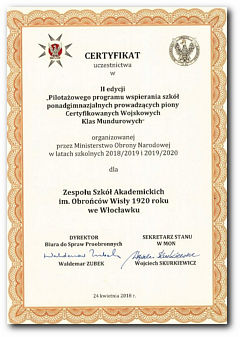 CERTYFIKAT
uczestnictwa
w
II edycji
„Pilotażowego programu wspierania szkół
ponadgimnazjalnych prowadzących piony
Certyfikowanych Wojskowych
Klas Mundurowych"
organizowanej
przez Ministerstwo Obrony Narodowej
w latach szkolnych 2018/2019 i 2019/2020
dla
Zespołu Szkół Akademickich
im. Obrońców Wisły 1920 roku
we Włocławku
DYREKTOR
Biura do Spraw Proobronnych
Waldemar ZUBEK
SEKRETARZ STANU
W MON
Wojciech SKURKIEWICZ
24 kwietnia 2018 r.